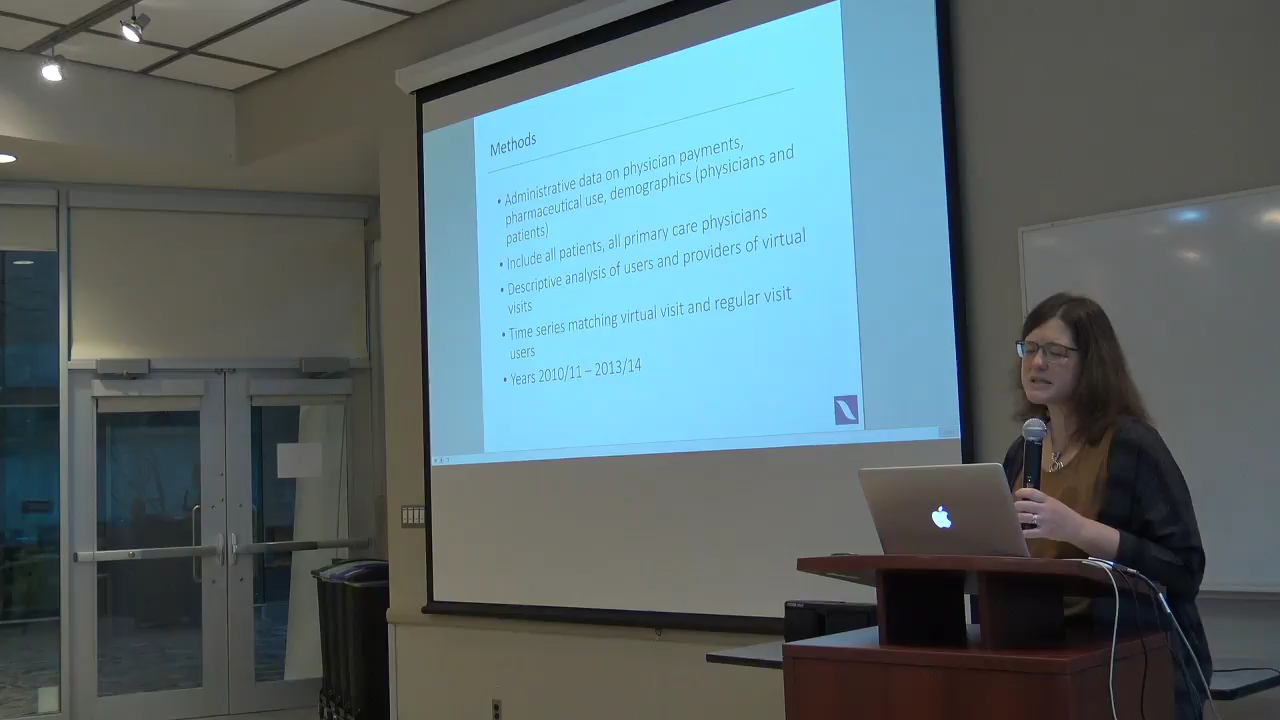 Methods
• Administrative data on physician payments,
pharmaceutical use, demographics (physicians and
patients)
• Include all patients, all primary care physicians
• Descriptive analysis of users and providers of virtual
visits
• Time series matching virtual visit and regular visit
users
• Years 2010/11 – 2013/14